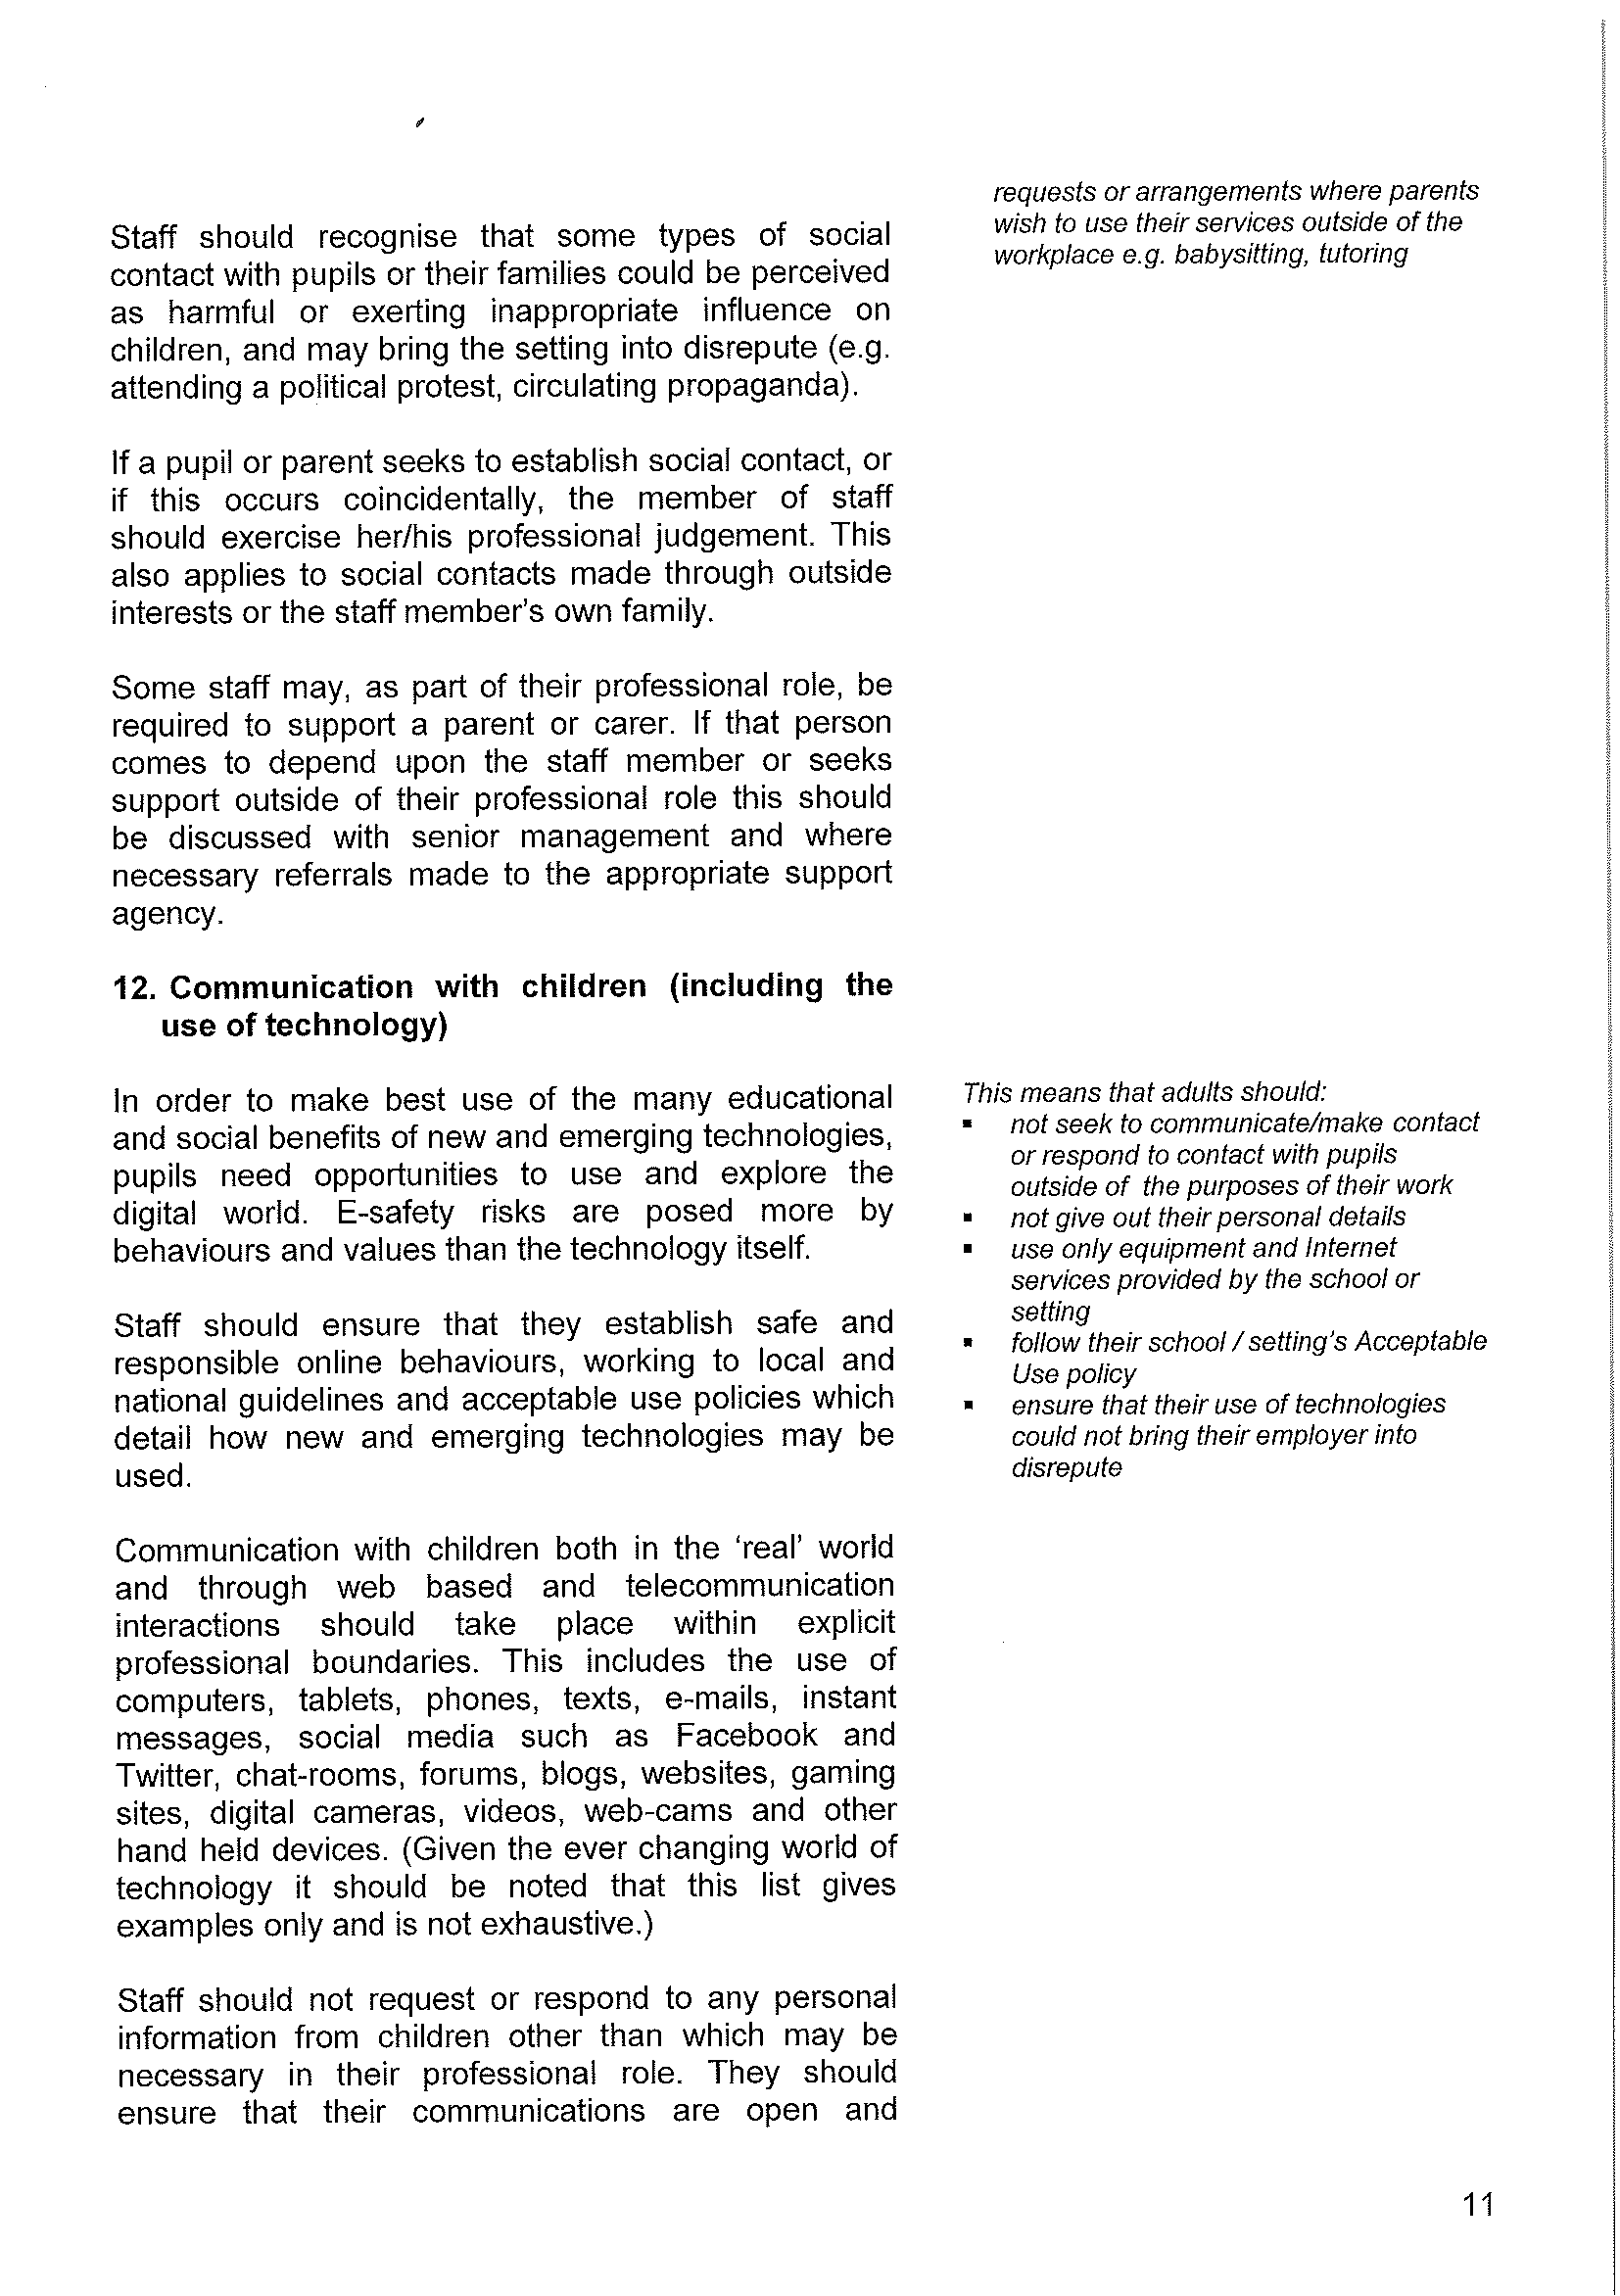 requests or arrangements where parents
wish to use their services outside of the
workplace e.g. babysitting, tutoring
Staff should recognise that some types of social
contact with pupils or their families could be perceived
as harmful or exerting inappropriate influence on
children, and may bring the setting into disrepute (e.g.
attending a political protest, circulating propaganda).
If a pupil or parent seeks to establish social contact, or
if this occurs coincidentally, the member of staff
should exercise her/his professional judgement. This
also applies to social contacts made through outside
interests or the staff member's own family.
Some staff may, as part of their professional role, be
required to support a parent or carer. If that person
comes to depend upon the staff member or seeks
support outside of their professional role this should
be discussed with senior management and where
necessary referrals made to the appropriate support
agency.
12. Communication with children (including the
use of technology)
In order to make best use of the many educational
and social benefits of new and emerging technologies,
pupils need opportunities to use and explore the
digital world. E-safety risks are posed more by
behaviours and values than the technology itself.
Staff should ensure that they establish safe and
responsible online behaviours, working to local and
national guidelines and acceptable use policies which
detail how new and emerging technologies may be
used.
Communication with children both in the 'real' world
and through web based and telecommunication
interactions should take place within explicit
professional boundaries. This includes the use of
computers, tablets, phones, texts, e-mails, instant
messages, social media such as Facebook and
Twitter, chat-rooms, forums, blogs, websites, gaming
sites, digital cameras, videos, web-cams and other
hand held devices. (Given the ever changing world of
technology it should be noted that this list gives
examples only and is not exhaustive.)
Staff should not request or respond to any personal
information from children other than which may be
necessary in their professional role. They should
ensure that their communications are open and
This means that adults should:
▪ not seek to communicate/make contact
or respond to contact with pupils
outside of the purposes of their work
▪ not give out their personal details
▪ use only equipment and Internet
services provided by the school or
setting
▪ follow their school / setting's Acceptable
Use policy
▪ ensure that their use of technologies
could not bring their employer into
disrepute
11